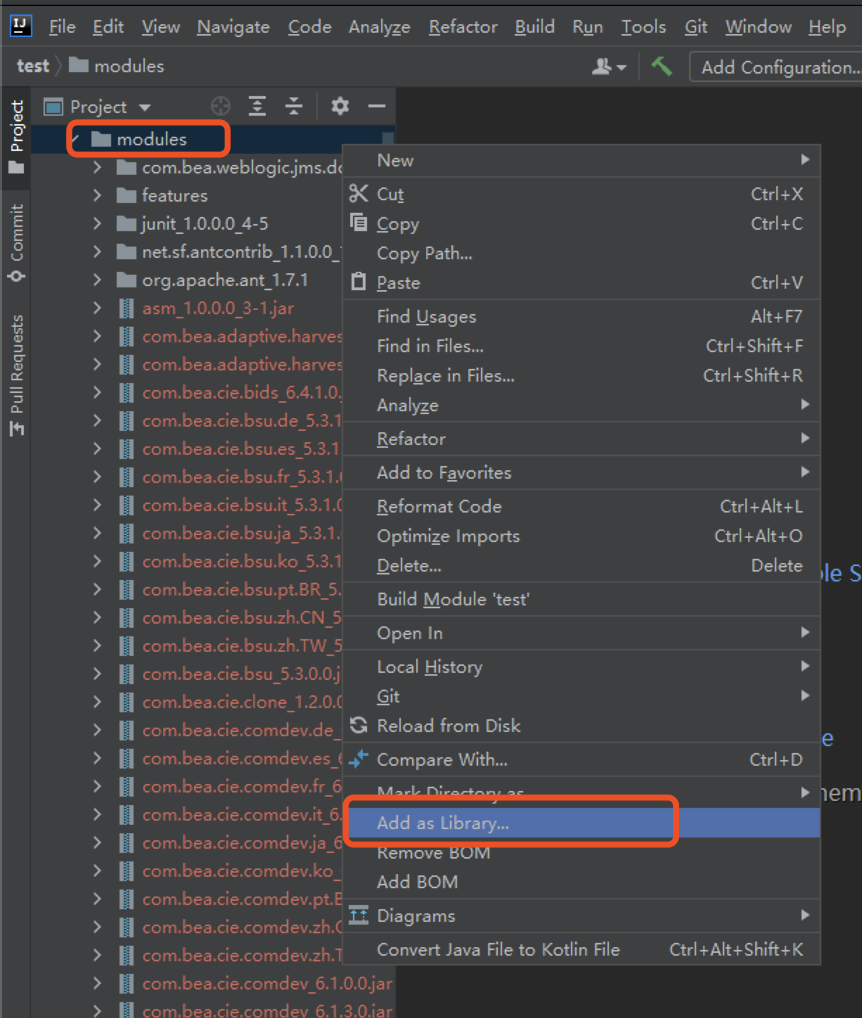 File Edit View Navigate Code Analyze Refactor Build Run Tools Git Window Help
test modules
Add Configuration...
Project
Project
Commit
Pull Requests
modules
com.bea.weblogic.jms.dc
features
junit_1.0.0.0_4-5
net.sf.antcontrib_1.1.0.0_
org.apache.ant_1.7.1
asm_1.0.0.0_3-1.jar
com.bea.adaptive.harves
com.bea.adaptive.harves
com.bea.cie.bids_6.4.1.0.
com.bea.cie.bsu.de_5.3.1
com.bea.cie.bsu.es_5.3.1
com.bea.cie.bsu.fr_5.3.1.
com.bea.cie.bsu.it_5.3.1.0
com.bea.cie.bsu.ja_5.3.1.
com.bea.cie.bsu.ko_5.3.1
com.bea.cie.bsu.pt.BR_5.
com.bea.cie.bsu.zh.CN_5
com.bea.cie.bsu.zh.TW_5
com.bea.cie.bsu_5.3.0.0.j
com.bea.cie.clone_1.2.0.0
com.bea.cie.comdev.de_
com.bea.cie.comdev.es_6
com.bea.cie.comdev.fr_6
com.bea.cie.comdev.it_6.
com.bea.cie.comdev.ja_6
com.bea.cie.comdev.ko_
com.bea.cie.comdev.pt.B
com.bea.cie.comdev.zh.C
com.bea.cie.comdev.zh.T
com.bea.cie.comdev_6.1.0.0.jar
com.bea.cie.comdev_6.1.3.0.jar
New
Cut Ctrl+X
Copy Ctrl+C
Copy Path...
Paste Ctrl+V
Find Usages Alt+F7
Find in Files... Ctrl+Shift+F
Replace in Files... Ctrl+Shift+R
Analyze
Refactor
Add to Favorites
Reformat Code Ctrl+Alt+L
Optimize Imports Ctrl+Alt+O
Delete... Delete
Build Module 'test'
Open In
Local History
Git
Reload from Disk
Compare With... Ctrl+D
Mark Directory as
Add as Library...
Remove BOM
Add BOM
Diagrams
Convert Java File to Kotlin File Ctrl+Alt+Shift+K
ple S
e
hem